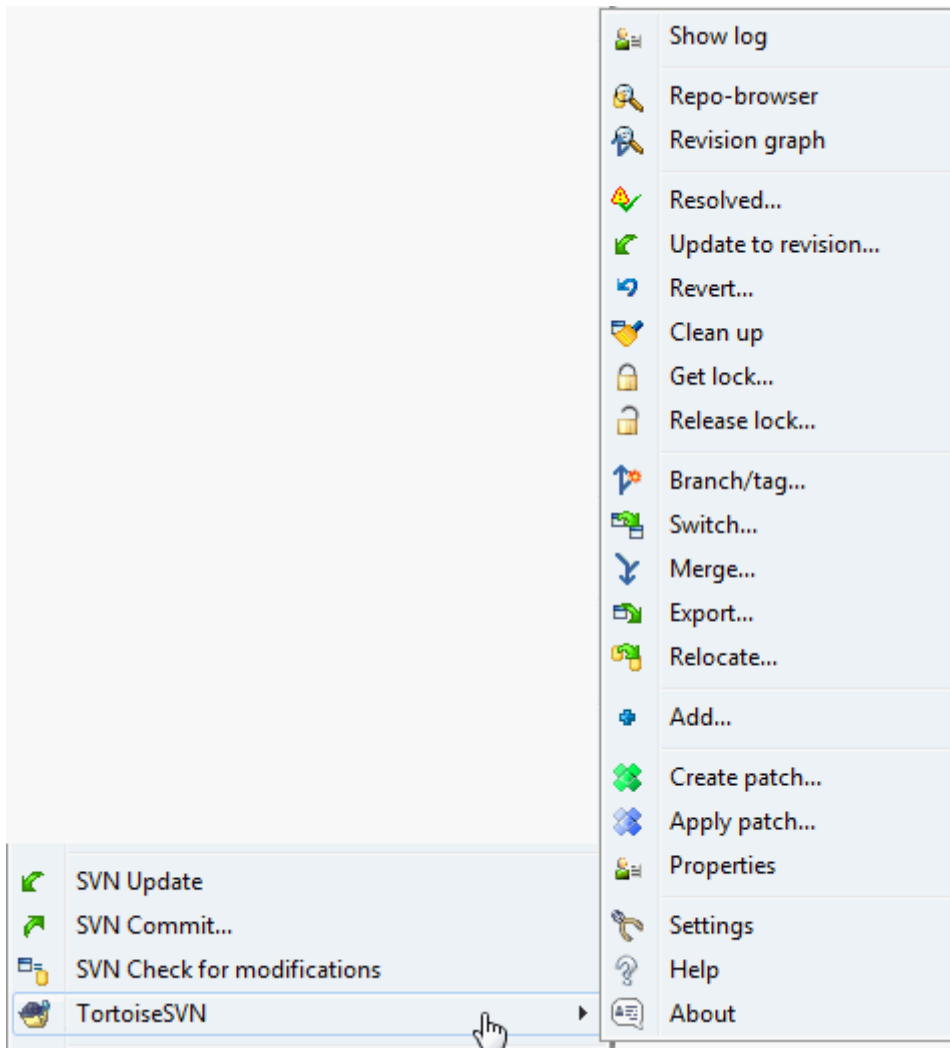 Show log
Repo-browser
Revision graph
Resolved...
Update to revision...
Revert...
Clean up
Get lock...
Release lock...
Branch/tag...
Switch...
Merge...
Export...
Relocate...
Add...
Create patch...
Apply patch...
Properties
Settings
Help
About
SVN Update
SVN Commit...
SVN Check for modifications
TortoiseSVN